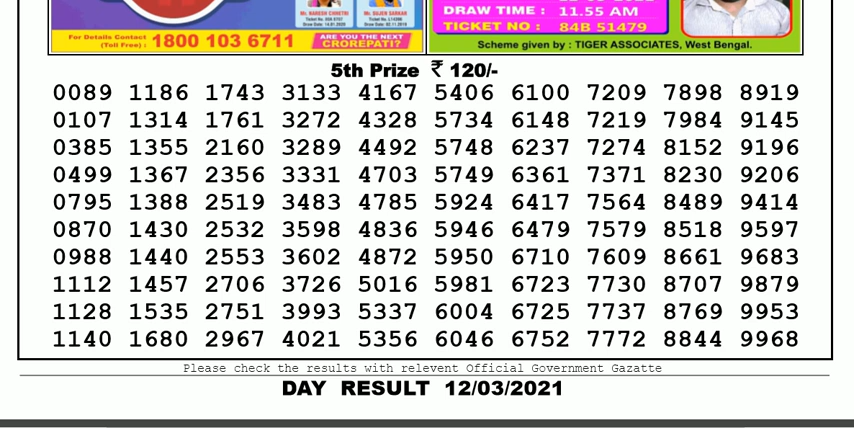 Mr. NARESH CHHETRI
Mr. SUJEN SARKAR
For Details Contact
(Toll Free) : 1800 103 6711
ARE YOU THE NEXT
CROREPATI?
DRAW TIME : 11.55 AM
TICKET NO : 84B 51479
Scheme given by : TIGER ASSOCIATES, West Bengal.
5th Prize ₹ 120/-
0089 1186 1743 3133 4167 5406 6100 7209 7898 8919
0107 1314 1761 3272 4328 5734 6148 7219 7984 9145
0385 1355 2160 3289 4492 5748 6237 7274 8152 9196
0499 1367 2356 3331 4703 5749 6361 7371 8230 9206
0795 1388 2519 3483 4785 5924 6417 7564 8489 9414
0870 1430 2532 3598 4836 5946 6479 7579 8518 9597
0988 1440 2553 3602 4872 5950 6710 7609 8661 9683
1112 1457 2706 3726 5016 5981 6723 7730 8707 9879
1128 1535 2751 3993 5337 6004 6725 7737 8769 9953
1140 1680 2967 4021 5356 6046 6752 7772 8844 9968
Please check the results with relevent Official Government Gazatte
DAY RESULT 12/03/2021